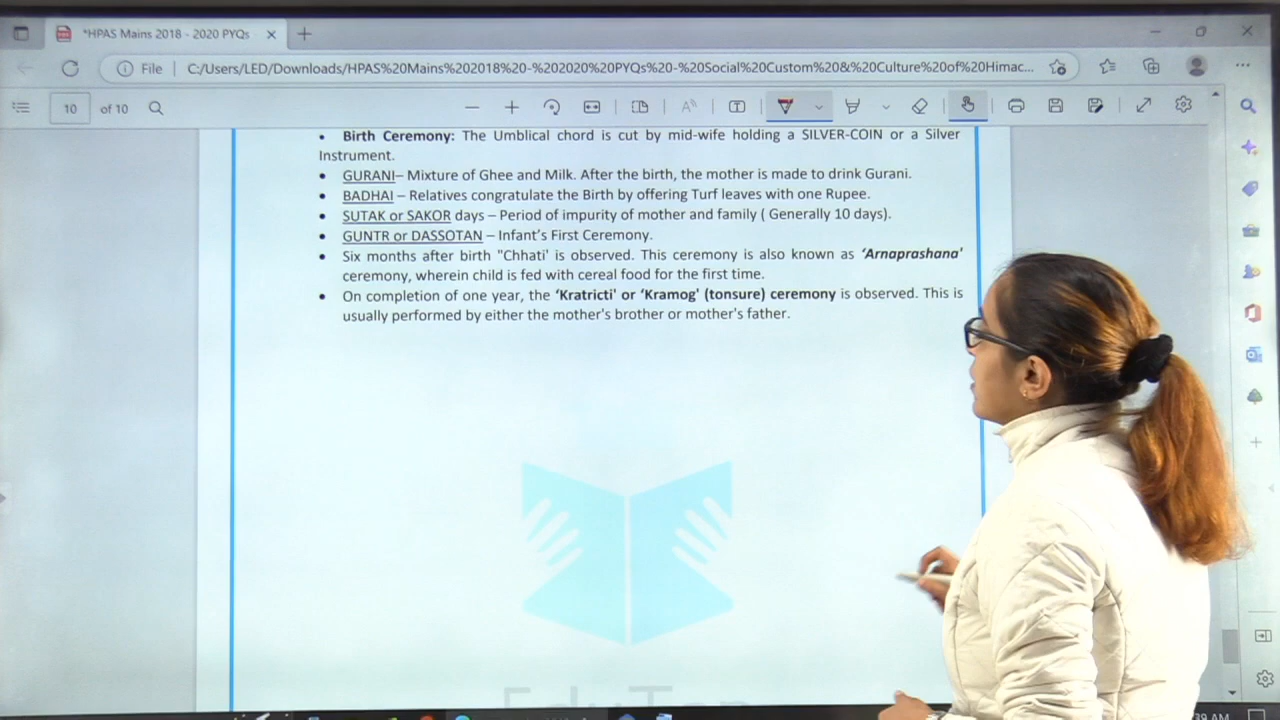 *HPAS Mains 2018 - 2020 PYQs
File
C:/Users/LED/Downloads/HPAS%20Mains%202018%20-%202020%20PYQs%20-%20Social%20Custom%20&%20Culture%20of%20Himac...
10 of 10
• Birth Ceremony: The Umblical chord is cut by mid-wife holding a SILVER-COIN or a Silver
Instrument.
• GURANI– Mixture of Ghee and Milk. After the birth, the mother is made to drink Gurani.
• BADHAI – Relatives congratulate the Birth by offering Turf leaves with one Rupee.
• SUTAK or SAKOR days – Period of impurity of mother and family ( Generally 10 days).
• GUNTR or DASSOTAN – Infant's First Ceremony.
• Six months after birth "Chhati' is observed. This ceremony is also known as ‘Arnaprashana’
ceremony, wherein child is fed with cereal food for the first time.
• On completion of one year, the ‘Kratricti’ or ‘Kramog’ (tonsure) ceremony is observed. This is
usually performed by either the mother's brother or mother's father.